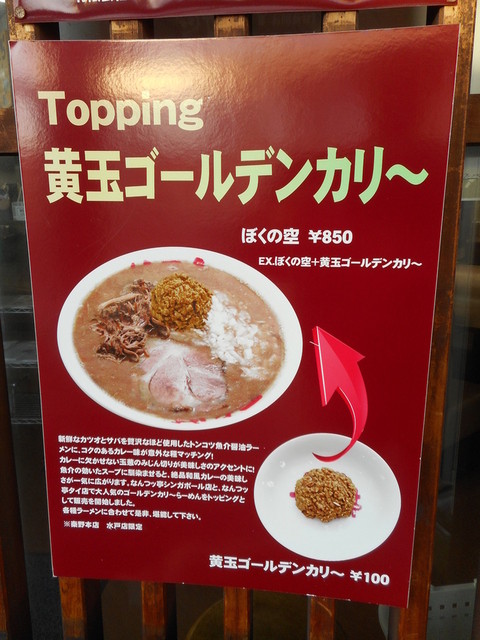 Topping
黄玉ゴールデンカリ～
ぼくの空 ¥850
EX.ぼくの空+黄玉ゴールデンカリ～
新鮮なカツオとサバを贅沢なほど使用したトンコツ魚介醤油ラー
メンに、コクのあるカレー味が意外な程マッチング!
カレーに欠かせない玉葱のみじん切りが美味しさのアクセントに!
魚介の効いたスープに馴染ませると、絶品和風カレーの美味し
さが一気に広がります。なんつッ亭シンガポール店と、なんつッ
亭タイ店で大人気のゴールデンカリ～らーめんをトッピングと
して販売を開始しました。
各種ラーメンに合わせて是非、堪能して下さい。
※秦野本店 水戸店限定
黄玉ゴールデンカリ～ ¥100